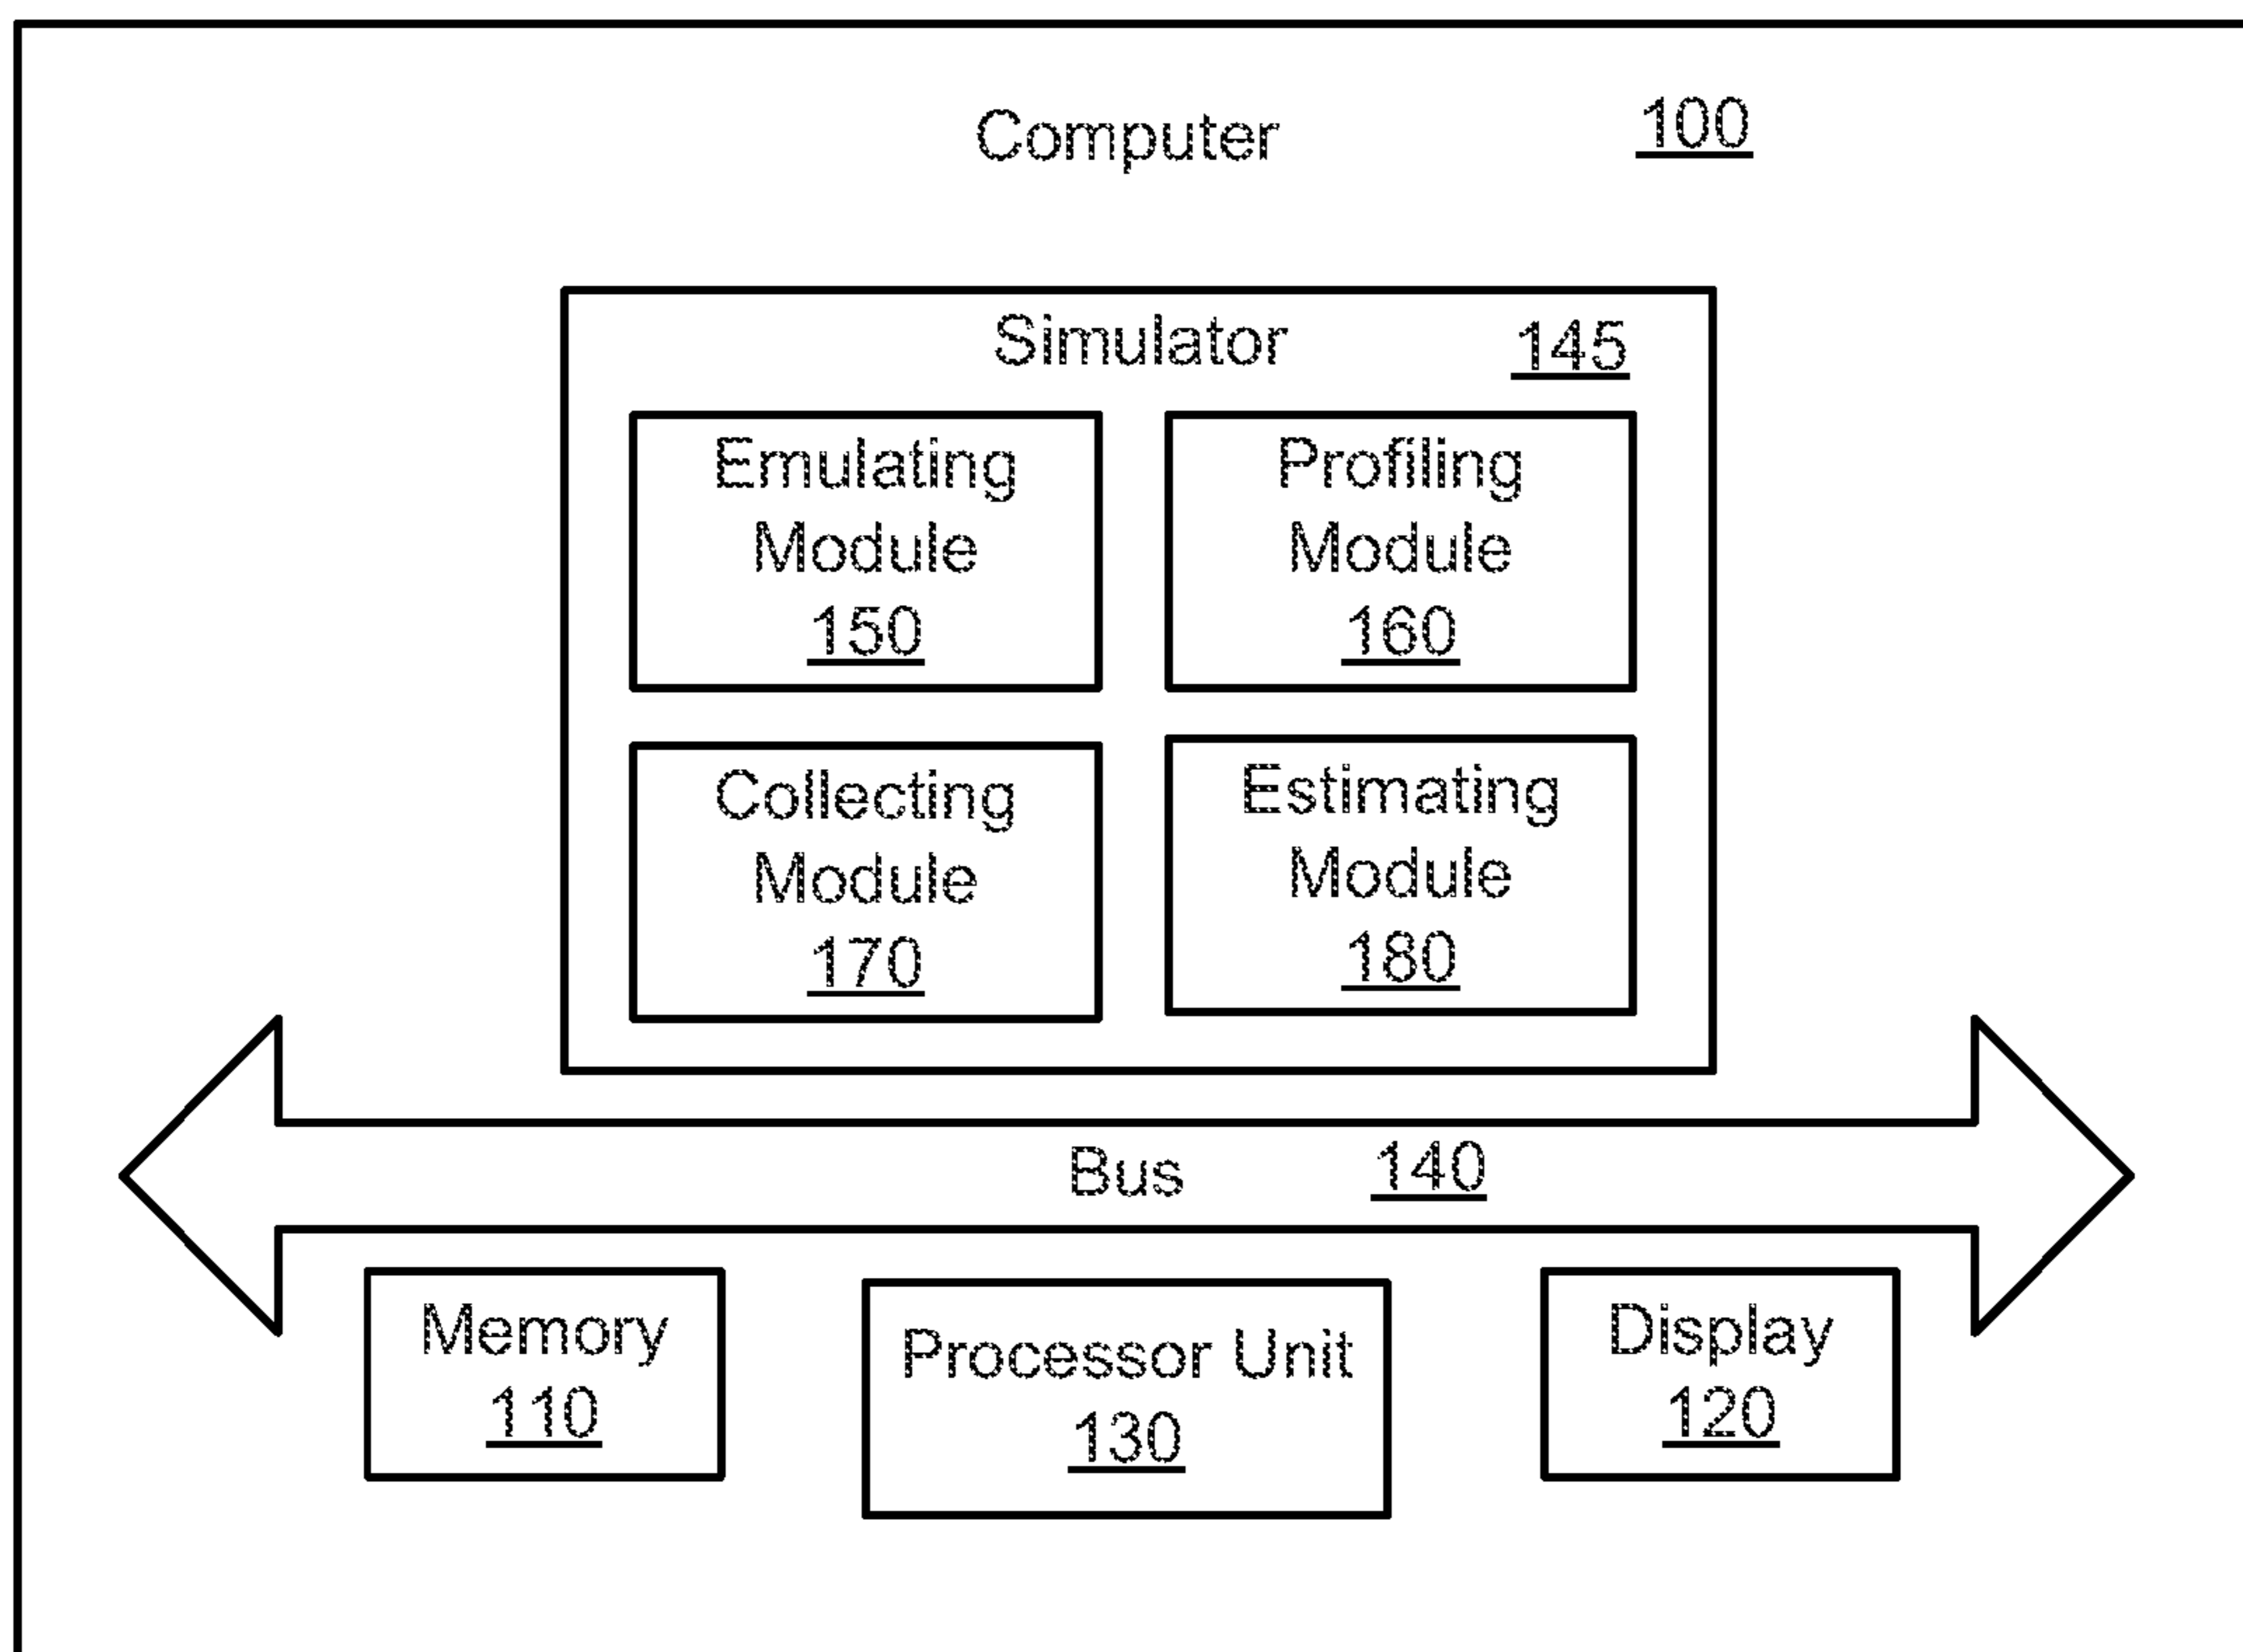 Computer 100
Simulator 145
Emulating
Module
150
Profiling
Module
160
Collecting
Module
170
Estimating
Module
180
Bus 140
Memory
110
Processor Unit
130
Display
120